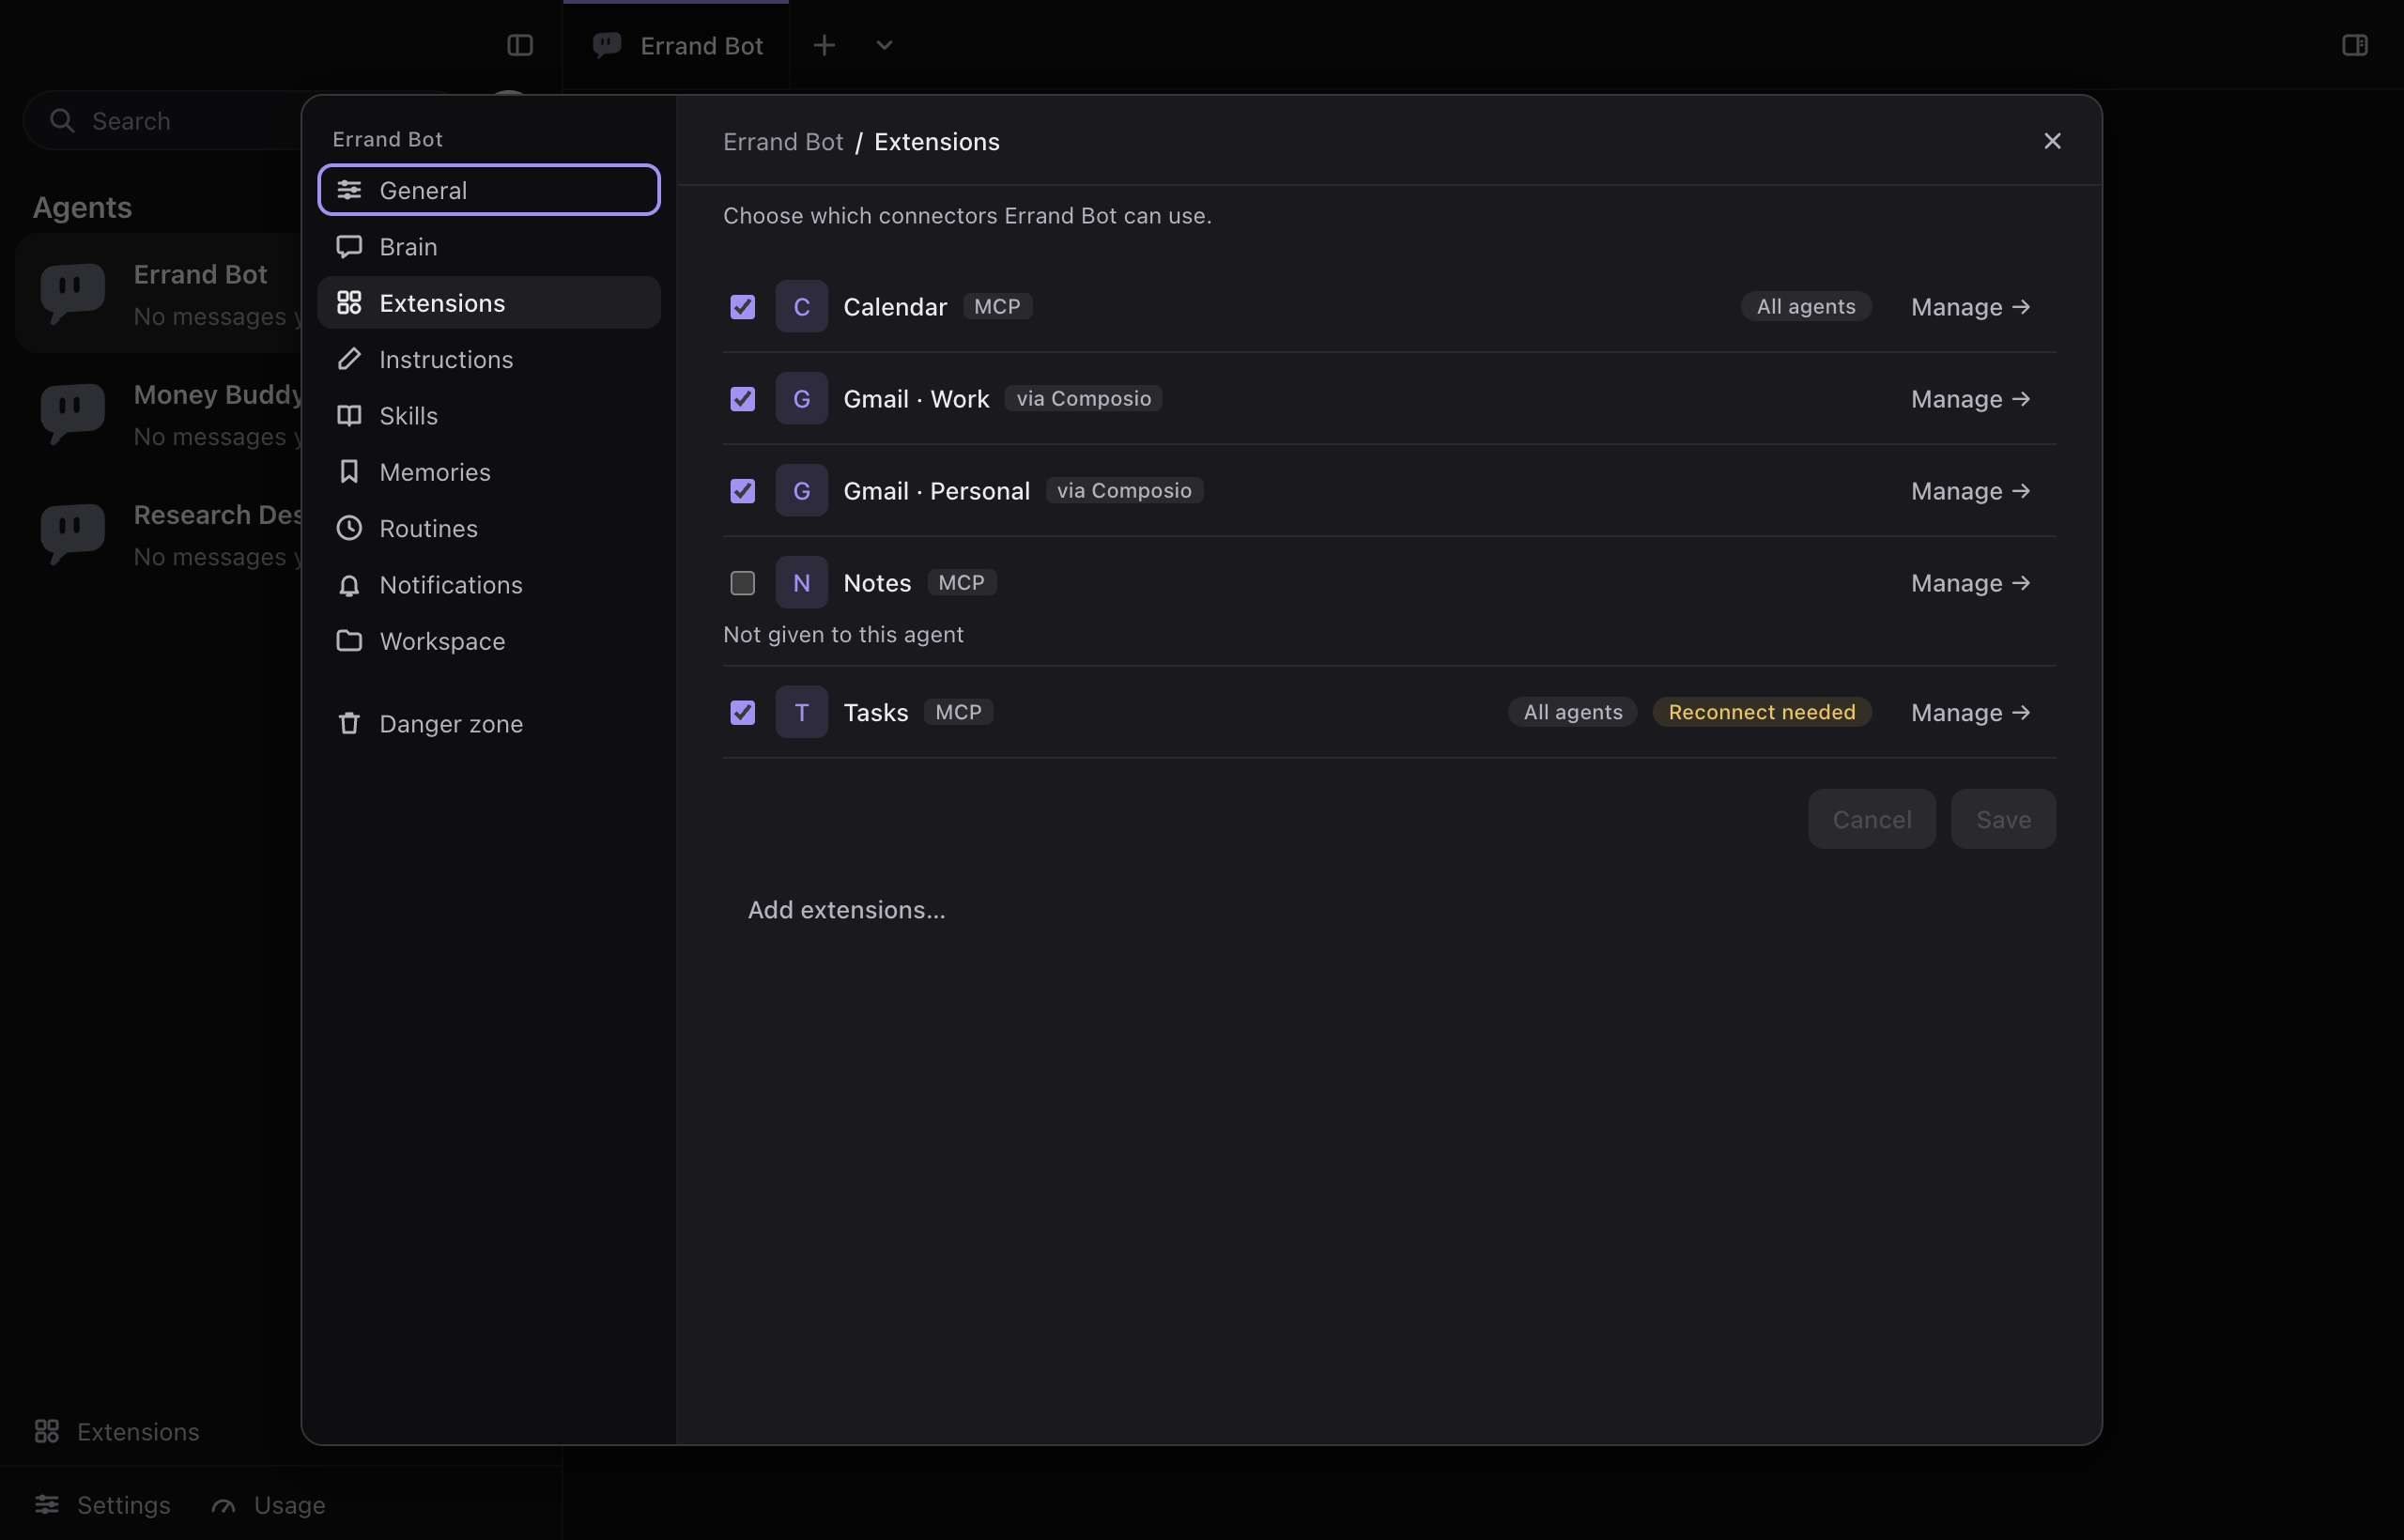 Errand Bot
Search
Agents
Errand Bot
No messages y
Money Buddy
No messages y
Research Des
No messages y
Extensions
Settings
Usage
Errand Bot
General
Brain
Extensions
Instructions
Skills
Memories
Routines
Notifications
Workspace
Danger zone
Errand Bot / Extensions
Choose which connectors Errand Bot can use.
C Calendar MCP All agents Manage →
G Gmail · Work via Composio Manage →
G Gmail · Personal via Composio Manage →
N Notes MCP Manage →
Not given to this agent
T Tasks MCP All agents Reconnect needed Manage →
Cancel Save
Add extensions...